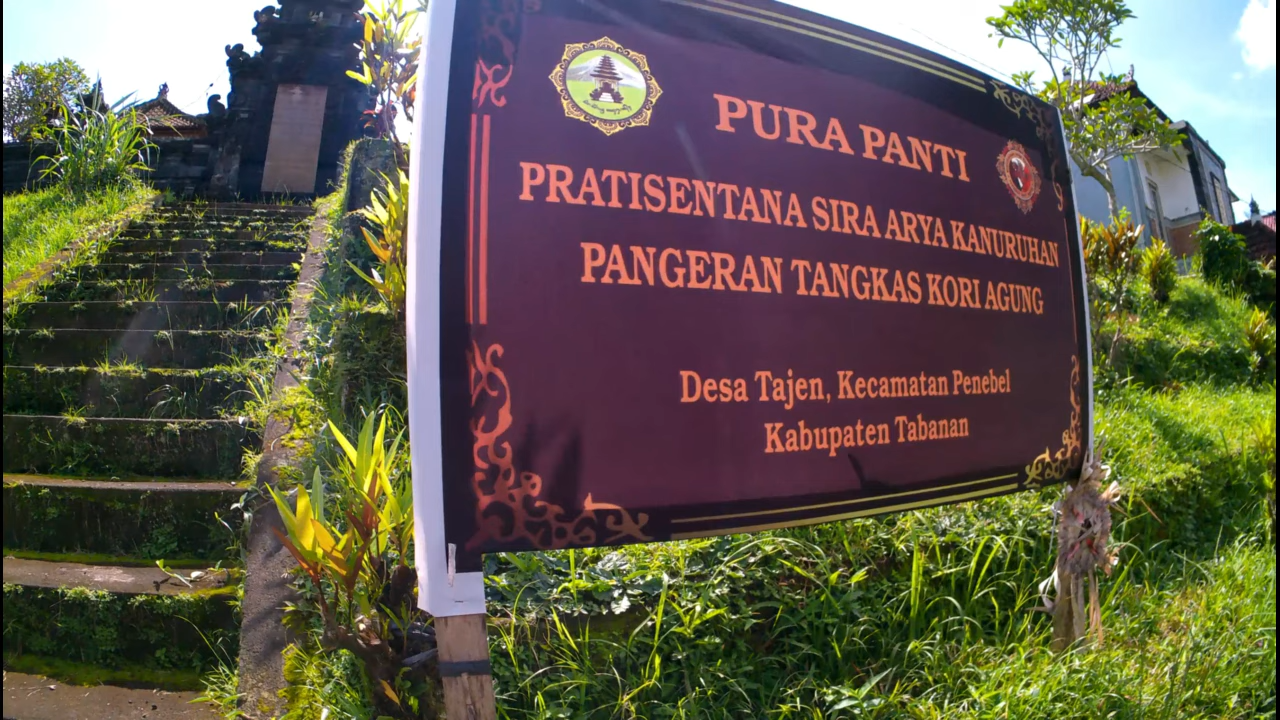 PURA PANTI
PRATISENTANA SIRA ARYA KANURUHAN
PANGERAN TANGKAS KORI AGUNG
Desa Tajen, Kecamatan Penebel
Kabupaten Tabanan